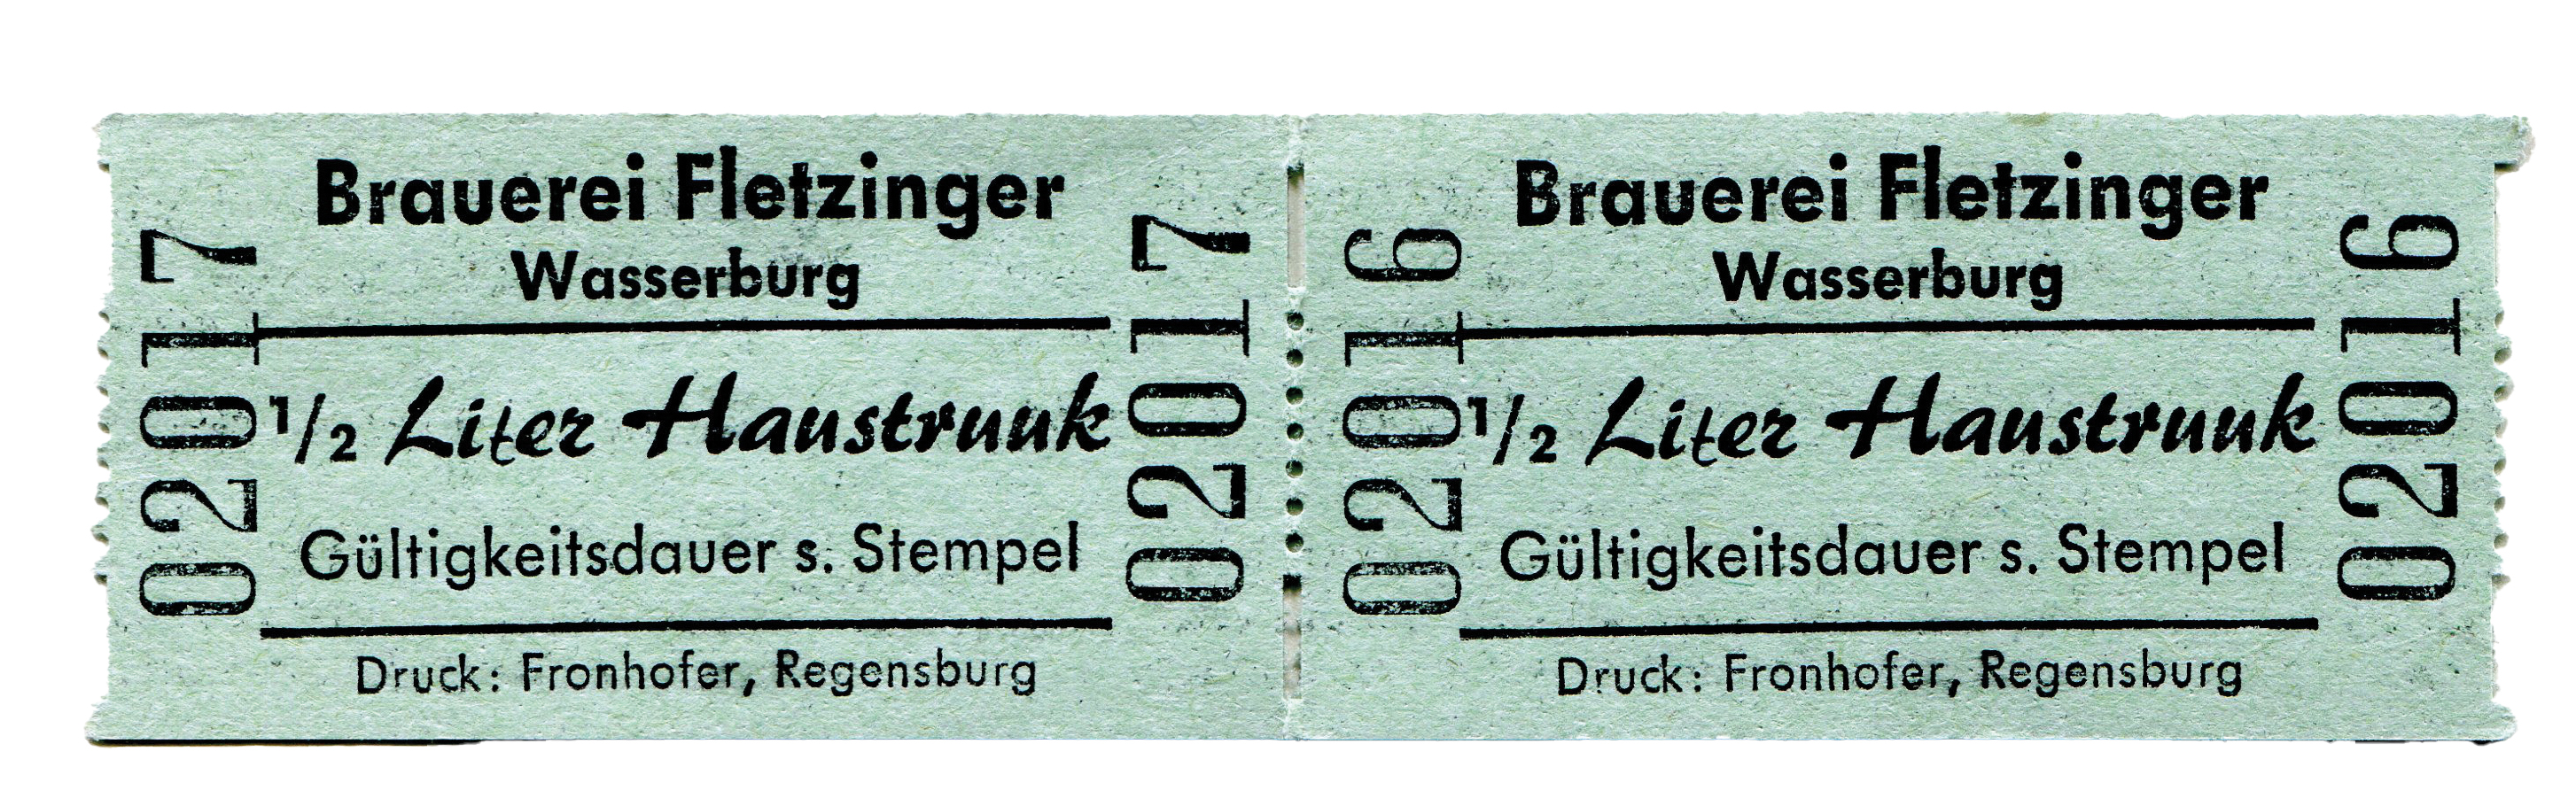 02017
Brauerei Fletzinger
Wasserburg
1/2 Liter Haustrunk
Gültigkeitsdauer s. Stempel
Druck: Fronhofer, Regensburg
02017
02016
Brauerei Fletzinger
Wasserburg
1/2 Liter Haustrunk
Gültigkeitsdauer s. Stempel
Druck: Fronhofer, Regensburg
02016